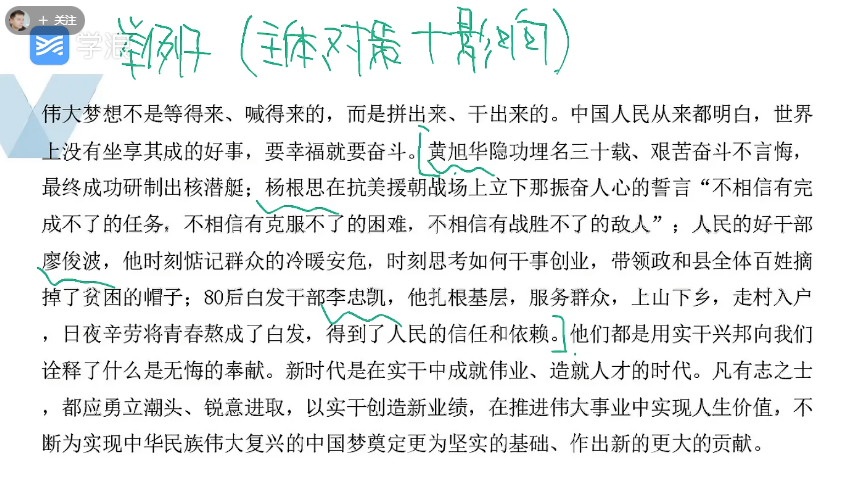 + 关注
学浪
举例子（主体对策+影响）
伟大梦想不是等得来、喊得来的，而是拼出来、干出来的。中国人民从来都明白，世界
上没有坐享其成的好事，要幸福就要奋斗。黄旭华隐功埋名三十载、艰苦奋斗不言悔，
最终成功研制出核潜艇；杨根思在抗美援朝战场上立下那振奋人心的誓言“不相信有完
成不了的任务，不相信有克服不了的困难，不相信有战胜不了的敌人”；人民的好干部
廖俊波，他时刻惦记群众的冷暖安危，时刻思考如何干事创业，带领政和县全体百姓摘
掉了贫困的帽子；80后白发干部李忠凯，他扎根基层，服务群众，上山下乡，走村入户
，日夜辛劳将青春熬成了白发，得到了人民的信任和依赖。他们都是用实干兴邦向我们
诠释了什么是无悔的奉献。新时代是在实干中成就伟业、造就人才的时代。凡有志之士
，都应勇立潮头、锐意进取，以实干创造新业绩，在推进伟大事业中实现人生价值，不
断为实现中华民族伟大复兴的中国梦奠定更为坚实的基础、作出新的更大的贡献。